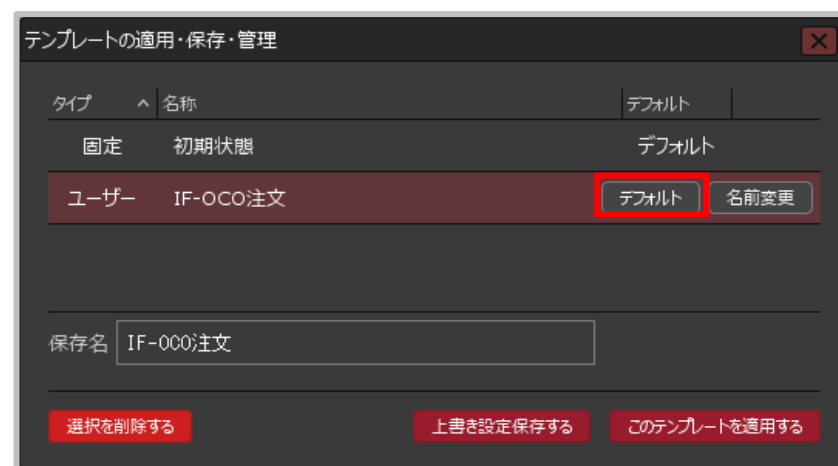 テンプレートの適用・保存・管理
タイプ ^ 名称 デフォルト
固定 初期状態 デフォルト
ユーザー IF-OCO注文 デフォルト 名前変更
保存名 IF-OCO注文
選択を削除する 上書き設定保存する このテンプレートを適用する